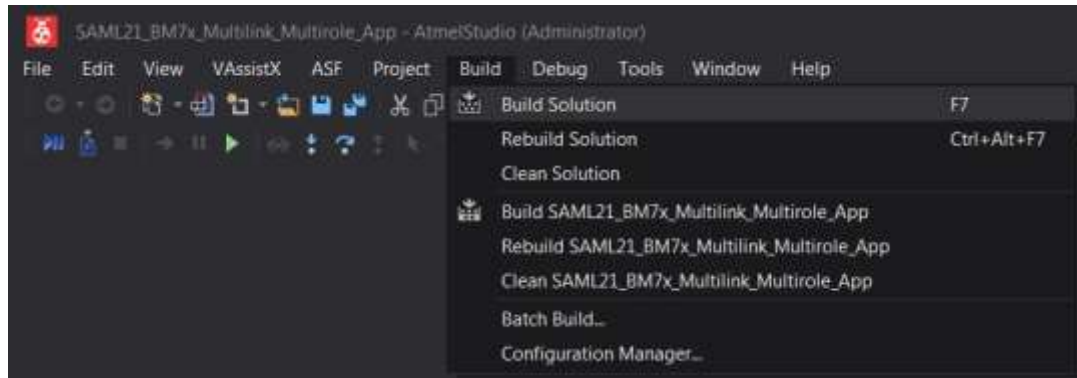 SAML21_BM7x_Multilink_Multirole_App - AtmelStudio (Administrator)
File Edit View VAssistX ASF Project Build Debug Tools Window Help
Build Solution F7
Rebuild Solution Ctrl+Alt+F7
Clean Solution
Build SAML21_BM7x_Multilink_Multirole_App
Rebuild SAML21_BM7x_Multilink_Multirole_App
Clean SAML21_BM7x_Multilink_Multirole_App
Batch Build...
Configuration Manager...